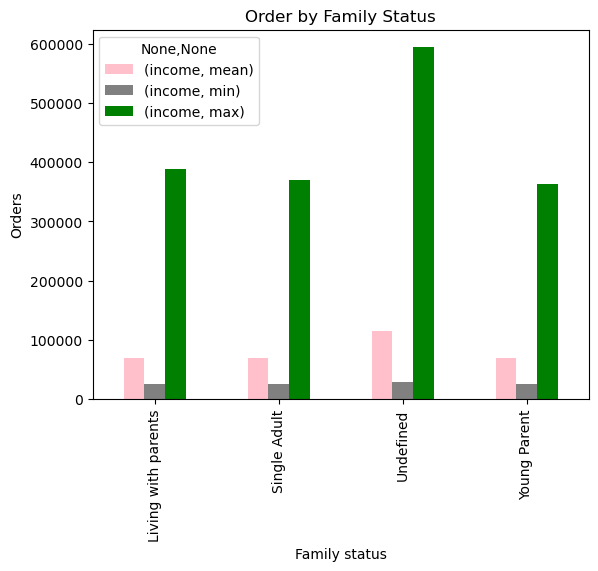 Order by Family Status
None,None
(income, mean)
(income, min)
(income, max)
Orders
600000
500000
400000
300000
200000
100000
0
Living with parents
Single Adult
Undefined
Young Parent
Family status